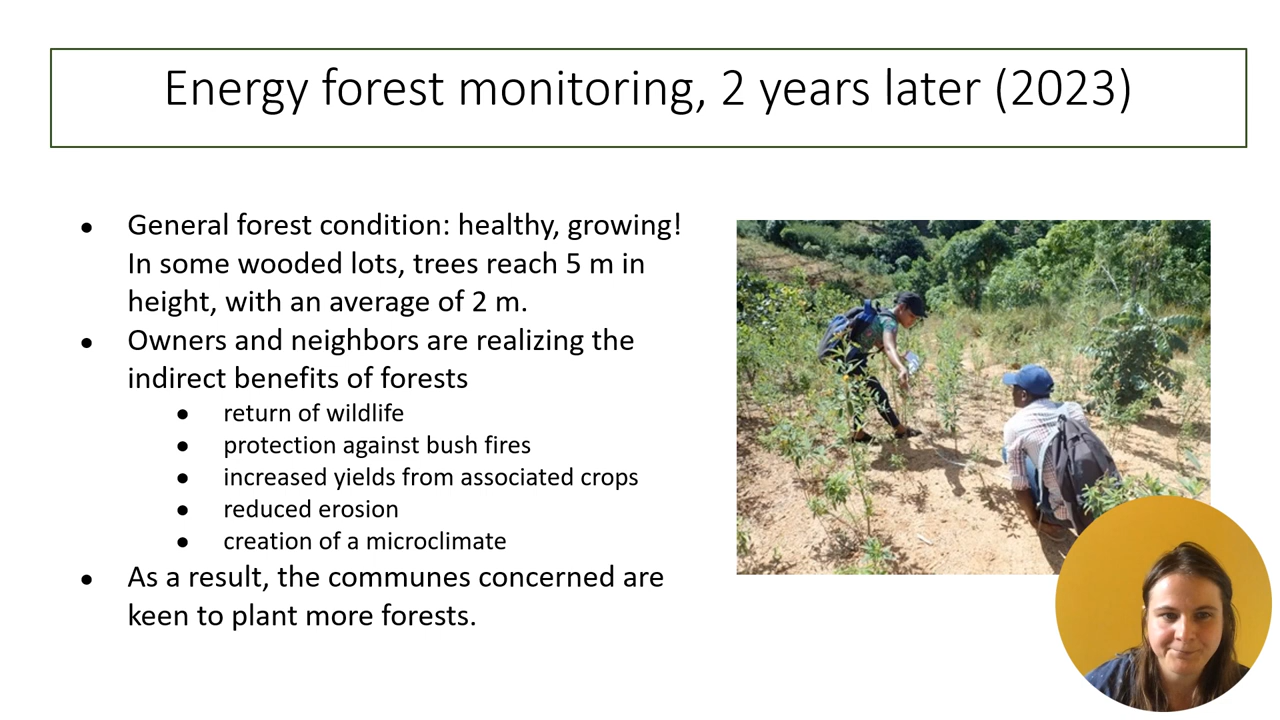 Energy forest monitoring, 2 years later (2023)
● General forest condition: healthy, growing!
In some wooded lots, trees reach 5 m in
height, with an average of 2 m.
● Owners and neighbors are realizing the
indirect benefits of forests
● return of wildlife
● protection against bush fires
● increased yields from associated crops
● reduced erosion
● creation of a microclimate
● As a result, the communes concerned are
keen to plant more forests.